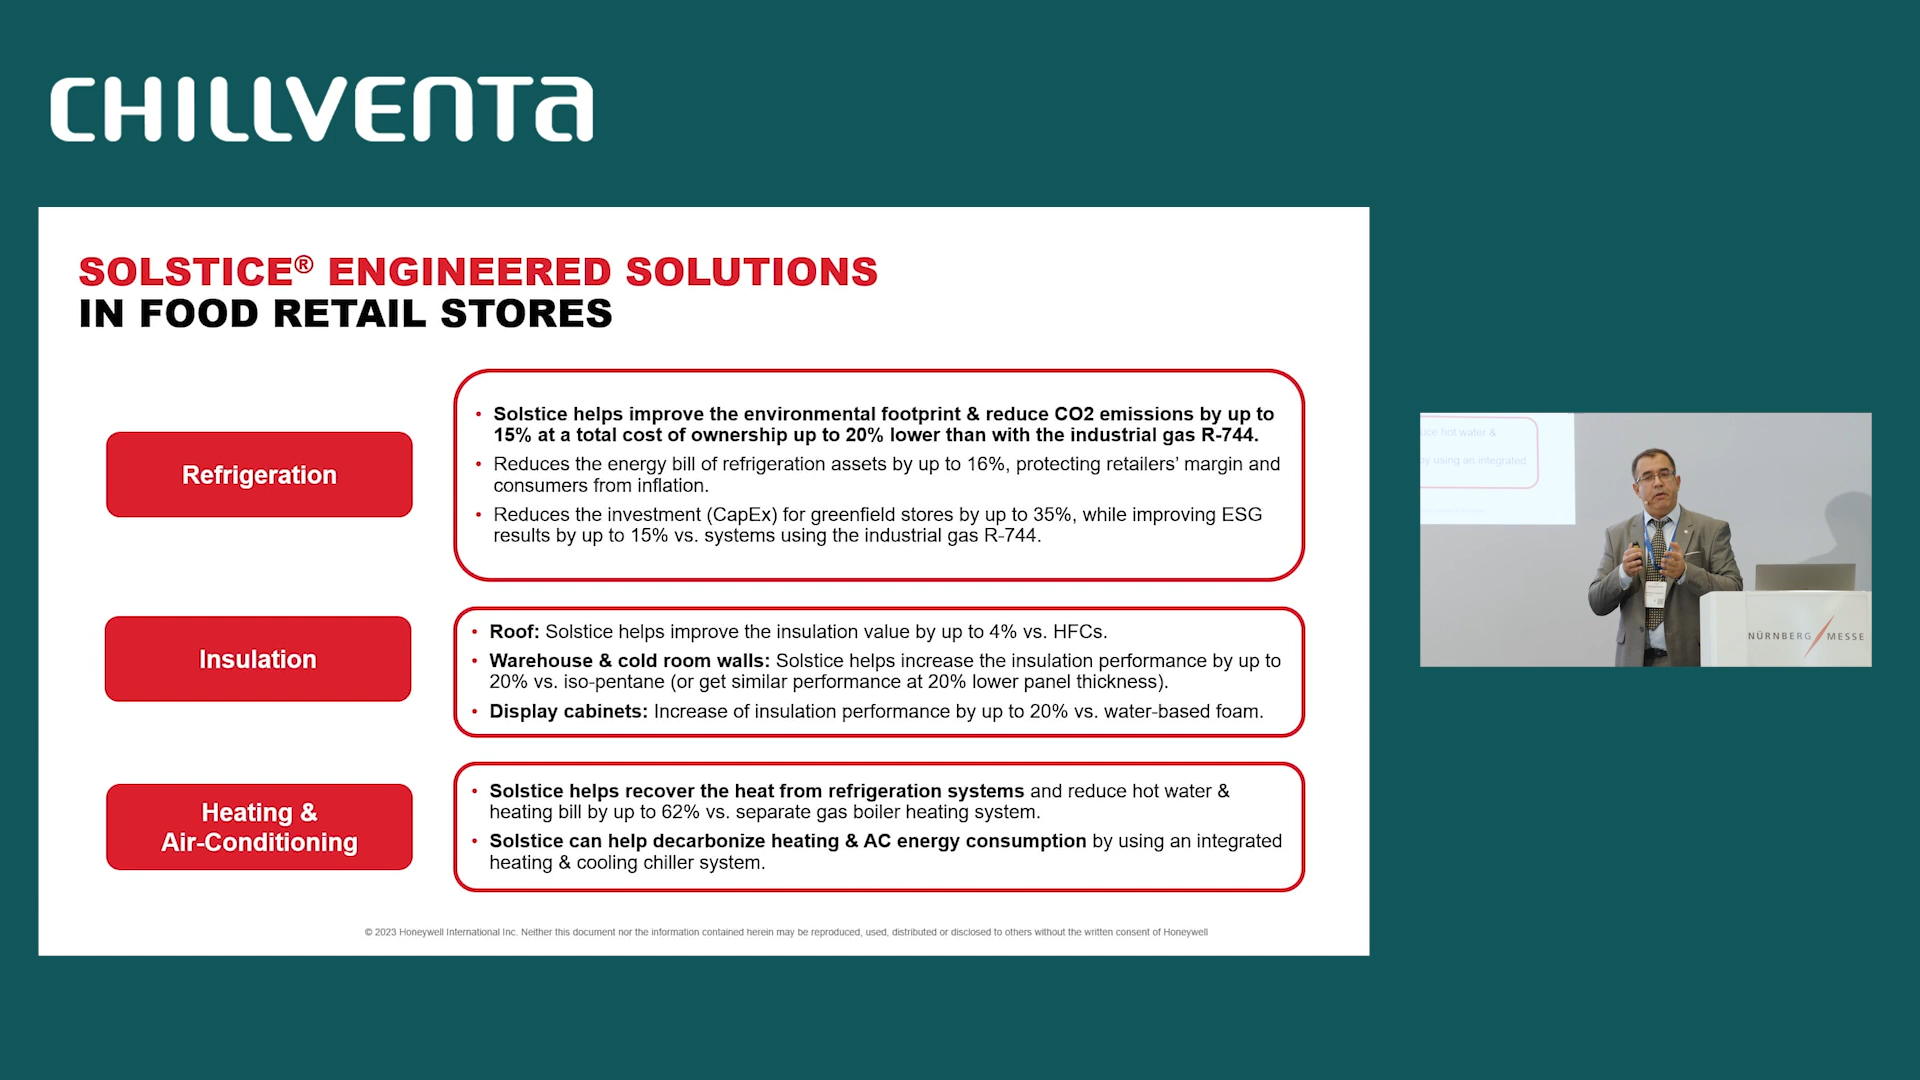 CHILLVENTA
SOLSTICE® ENGINEERED SOLUTIONS
IN FOOD RETAIL STORES
Refrigeration
• Solstice helps improve the environmental footprint & reduce CO2 emissions by up to
15% at a total cost of ownership up to 20% lower than with the industrial gas R-744.
• Reduces the energy bill of refrigeration assets by up to 16%, protecting retailers’ margin and
consumers from inflation.
• Reduces the investment (CapEx) for greenfield stores by up to 35%, while improving ESG
results by up to 15% vs. systems using the industrial gas R-744.
Insulation
• Roof: Solstice helps improve the insulation value by up to 4% vs. HFCs.
• Warehouse & cold room walls: Solstice helps increase the insulation performance by up to
20% vs. iso-pentane (or get similar performance at 20% lower panel thickness).
• Display cabinets: Increase of insulation performance by up to 20% vs. water-based foam.
Heating &
Air-Conditioning
• Solstice helps recover the heat from refrigeration systems and reduce hot water &
heating bill by up to 62% vs. separate gas boiler heating system.
• Solstice can help decarbonize heating & AC energy consumption by using an integrated
heating & cooling chiller system.
© 2023 Honeywell International Inc. Neither this document nor the information contained herein may be reproduced, used, distributed or disclosed to others without the written consent of Honeywell
hot water &
using an integrated
NÜRNBERG MESSE